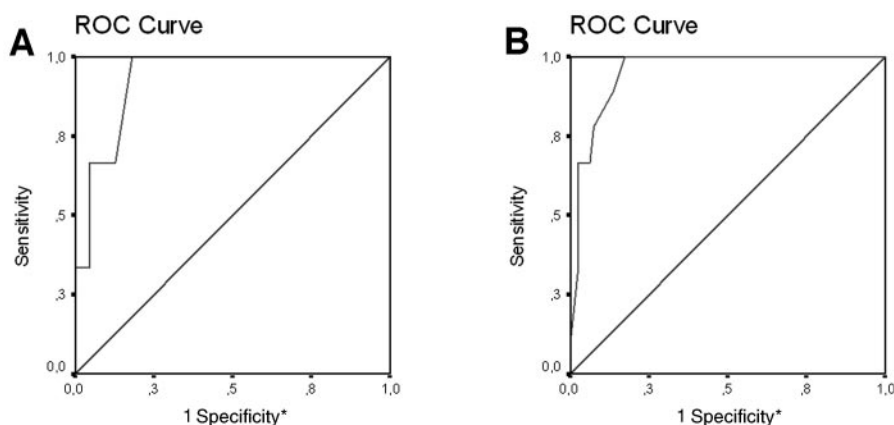 A
ROC Curve
1,0
,8
,5
,3
0,0
Sensitivity
0,0
,3
,5
,8
1,0
1 Specificity*
B
ROC Curve
1,0
,8
,5
,3
0,0
Sensitivity
0,0
,3
,5
,8
1,0
1 Specificity*